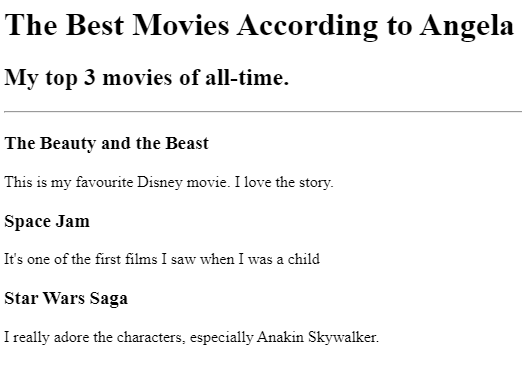 The Best Movies According to Angela
My top 3 movies of all-time.
The Beauty and the Beast
This is my favourite Disney movie. I love the story.
Space Jam
It's one of the first films I saw when I was a child
Star Wars Saga
I really adore the characters, especially Anakin Skywalker.